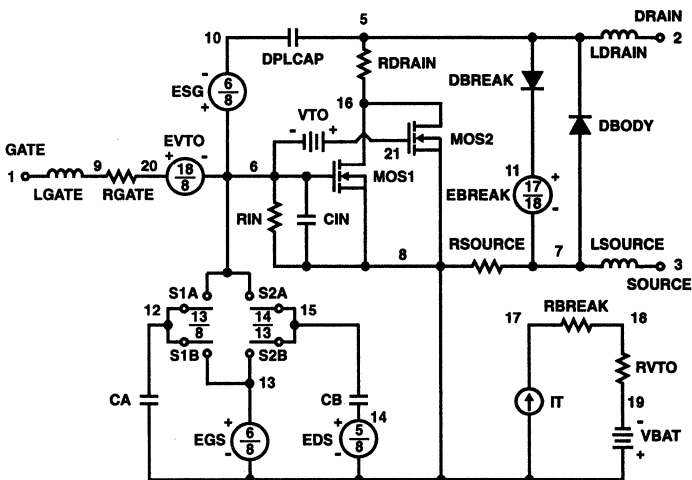 5
DRAIN
10
2
DPLCAP
LDRAIN
RDRAIN
-
ESG
6
8
+
DBREAK
16
VTO
- +
DBODY
EVTO
+ -
MOS2
GATE
21
11
1
9
20
18
8
6
MOS1
LGATE
RGATE
EBREAK
17
18
+
-
RIN
CIN
8
RSOURCE
7
LSOURCE
3
SOURCE
S1A
S2A
12
13
8
14
13
15
RBREAK
17
18
S1B
S2B
13
RVTO
CA
CB
14
IT
19
EGS
+
6
8
-
EDS
+
5
8
-
-
VBAT
+